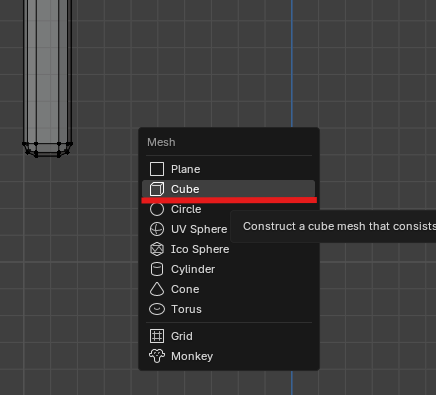 Mesh
Plane
Cube
Circle
Construct a cube mesh that consists
UV Sphere
Ico Sphere
Cylinder
Cone
Torus
Grid
Monkey